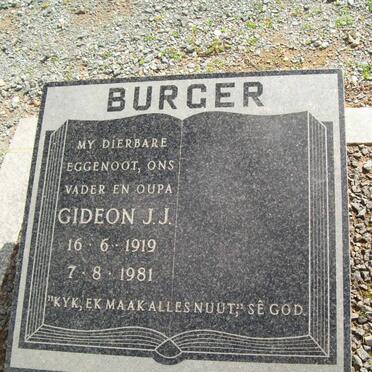 BURGER
MY DIERBARE
EGGENOOT, ONS
VADER EN OUPA
GIDEON J.J.
16·6·1919
7·8·1981
"KYK, EK MAAK ALLES NUUT," SÊ GOD.